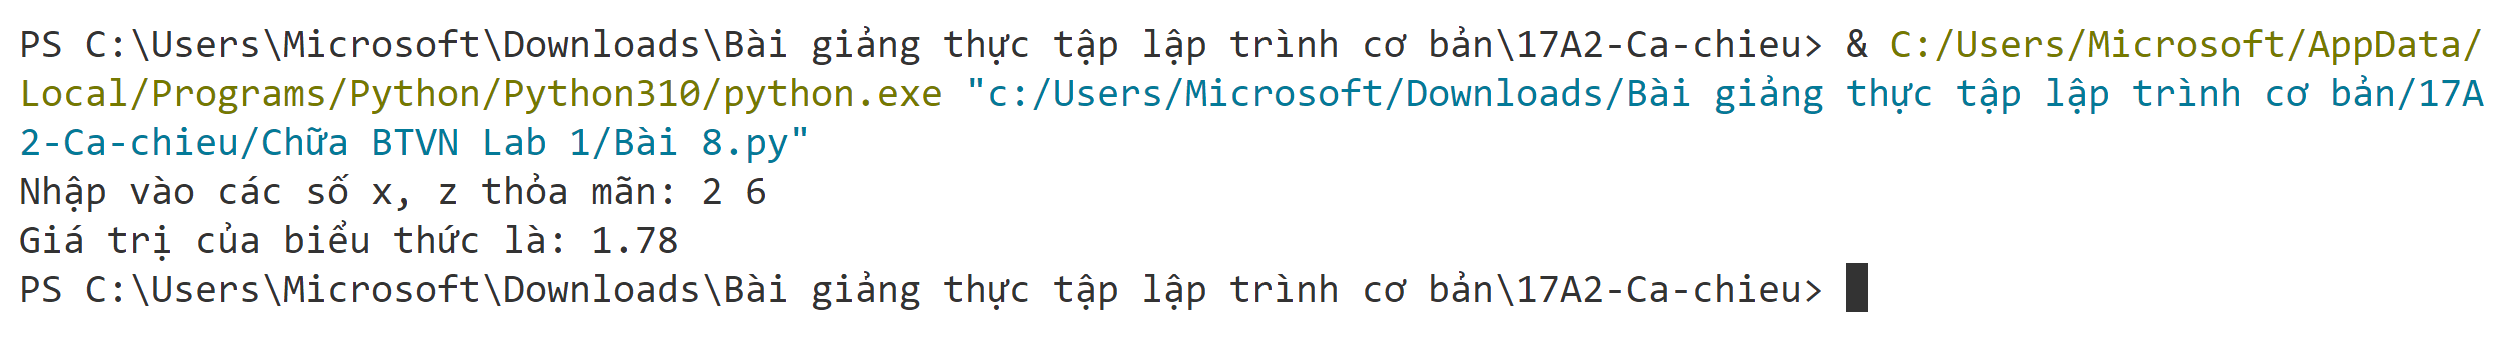 PS C:\Users\Microsoft\Downloads\Bài giảng thực tập lập trình cơ bản\17A2-Ca-chieu> & C:/Users/Microsoft/AppData/
Local/Programs/Python/Python310/python.exe "c:/Users/Microsoft/Downloads/Bài giảng thực tập lập trình cơ bản/17A
2-Ca-chieu/Chữa BTVN Lab 1/Bài 8.py"
Nhập vào các số x, z thỏa mãn: 2 6
Giá trị của biểu thức là: 1.78
PS C:\Users\Microsoft\Downloads\Bài giảng thực tập lập trình cơ bản\17A2-Ca-chieu>